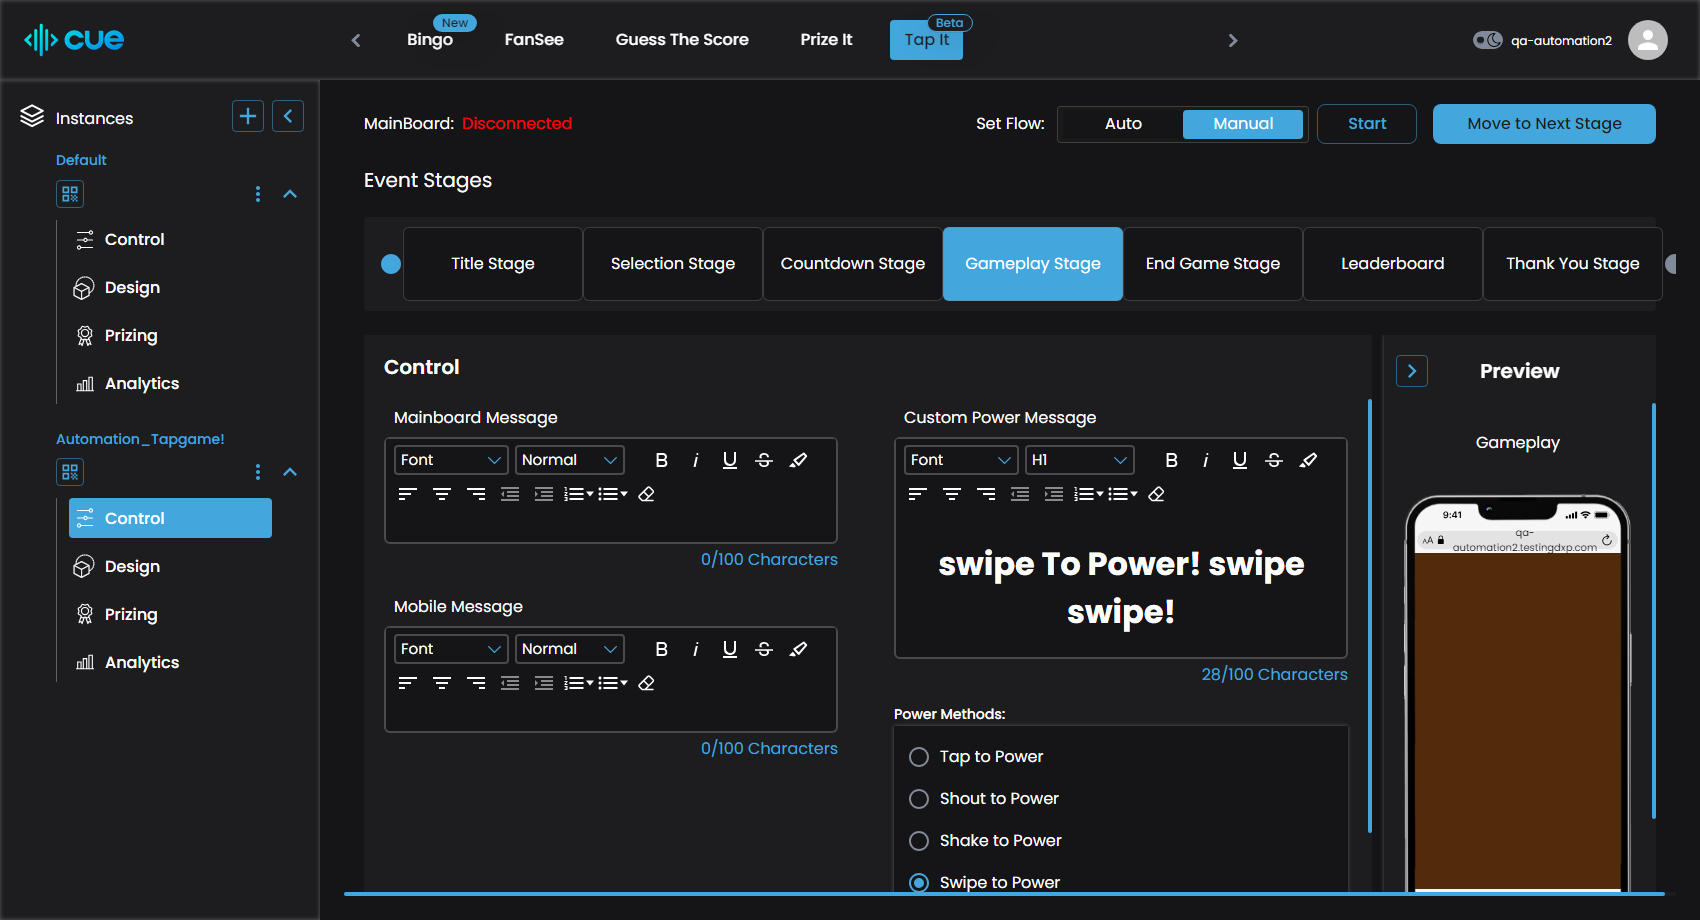 cue
New
Bingo
FanSee
Guess The Score
Prize It
Beta
Tap It
qa-automation2
Instances
Default
Control
Design
Prizing
Analytics
Automation_Tapgame!
Control
Design
Prizing
Analytics
MainBoard: Disconnected
Set Flow:
Auto
Manual
Start
Move to Next Stage
Event Stages
Title Stage
Selection Stage
Countdown Stage
Gameplay Stage
End Game Stage
Leaderboard
Thank You Stage
Control
Mainboard Message
Font
Normal
B
i
U
S
0/100 Characters
Mobile Message
Font
Normal
B
i
U
S
0/100 Characters
Custom Power Message
Font
H1
B
i
U
S
swipe To Power! swipe
swipe!
28/100 Characters
Power Methods:
Tap to Power
Shout to Power
Shake to Power
Swipe to Power
Preview
Gameplay
9:41
AA
qa-
automation2.testingdxp.com